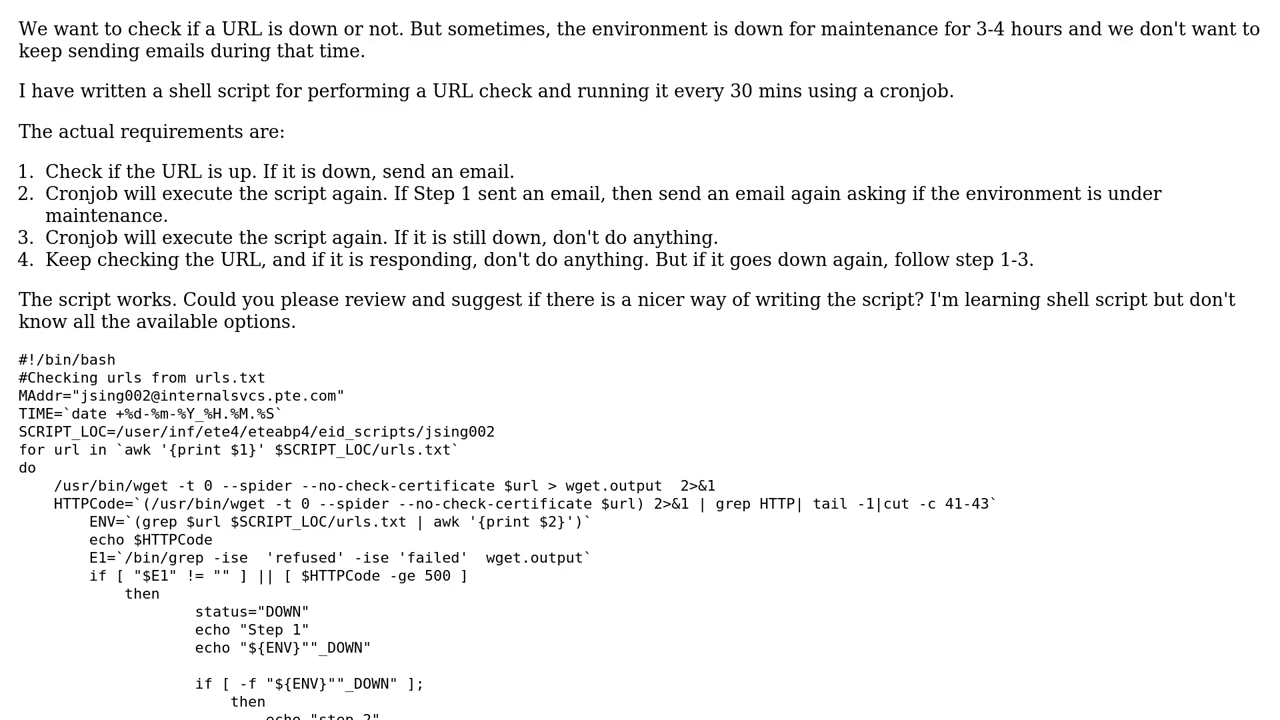 We want to check if a URL is down or not. But sometimes, the environment is down for maintenance for 3-4 hours and we don't want to
keep sending emails during that time.
I have written a shell script for performing a URL check and running it every 30 mins using a cronjob.
The actual requirements are:
1. Check if the URL is up. If it is down, send an email.
2. Cronjob will execute the script again. If Step 1 sent an email, then send an email again asking if the environment is under
maintenance.
3. Cronjob will execute the script again. If it is still down, don't do anything.
4. Keep checking the URL, and if it is responding, don't do anything. But if it goes down again, follow step 1-3.
The script works. Could you please review and suggest if there is a nicer way of writing the script? I'm learning shell script but don't
know all the available options.
#!/bin/bash
#Checking urls from urls.txt
MAddr="jsing002@internalsvcs.pte.com"
TIME=`date +%d-%m-%Y_%H.%M.%S`
SCRIPT_LOC=/user/inf/ete4/eteabp4/eid_scripts/jsing002
for url in `awk '{print $1}' $SCRIPT_LOC/urls.txt`
do
    /usr/bin/wget -t 0 --spider --no-check-certificate $url > wget.output  2>&1
    HTTPCode=`(/usr/bin/wget -t 0 --spider --no-check-certificate $url) 2>&1 | grep HTTP| tail -1|cut -c 41-43`
        ENV=`(grep $url $SCRIPT_LOC/urls.txt | awk '{print $2}')`
        echo $HTTPCode
        E1=`/bin/grep -ise  'refused' -ise 'failed'  wget.output`
        if [ "$E1" != "" ] || [ $HTTPCode -ge 500 ]
            then
                    status="DOWN"
                    echo "Step 1"
                    echo "${ENV}""_DOWN"
                    if [ -f "${ENV}""_DOWN" ];
                        then
                            echo "step 2"